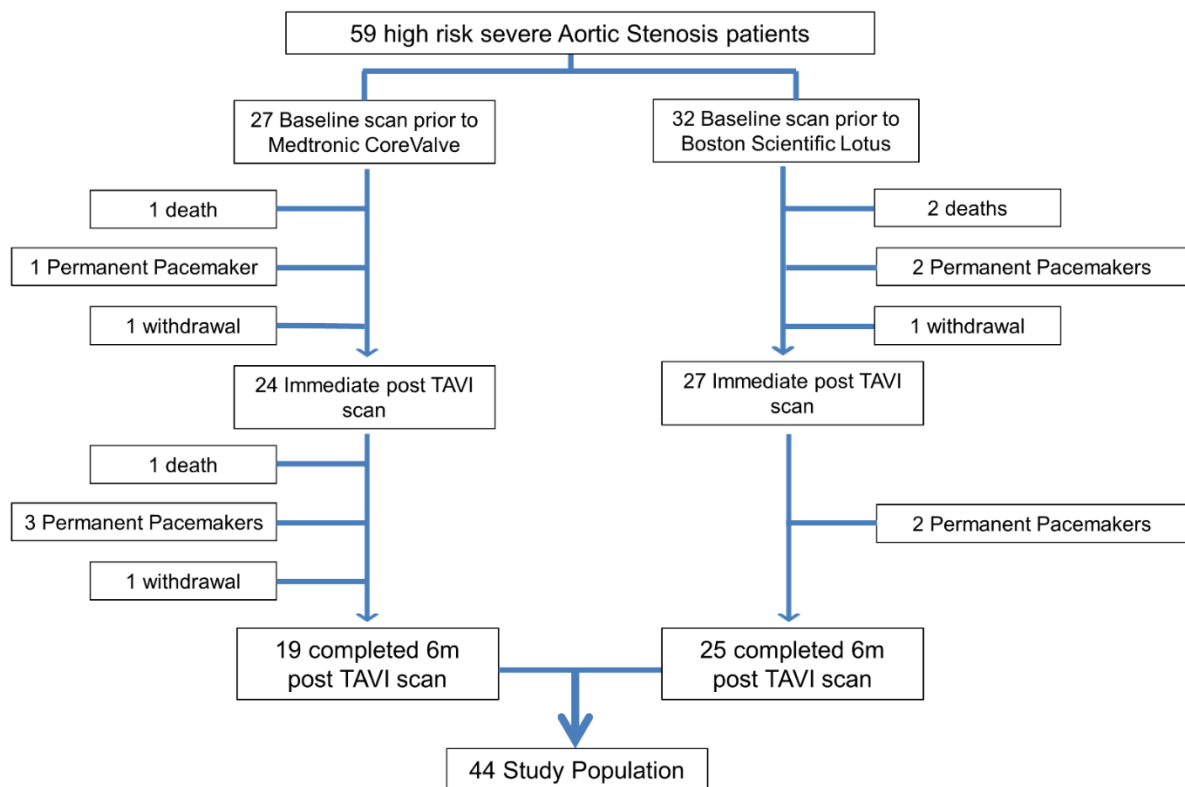 59 high risk severe Aortic Stenosis patients
27 Baseline scan prior to
Medtronic CoreValve
32 Baseline scan prior to
Boston Scientific Lotus
1 death
2 deaths
1 Permanent Pacemaker
2 Permanent Pacemakers
1 withdrawal
1 withdrawal
24 Immediate post TAVI
scan
27 Immediate post TAVI
scan
1 death
3 Permanent Pacemakers
2 Permanent Pacemakers
1 withdrawal
19 completed 6m
post TAVI scan
25 completed 6m
post TAVI scan
44 Study Population